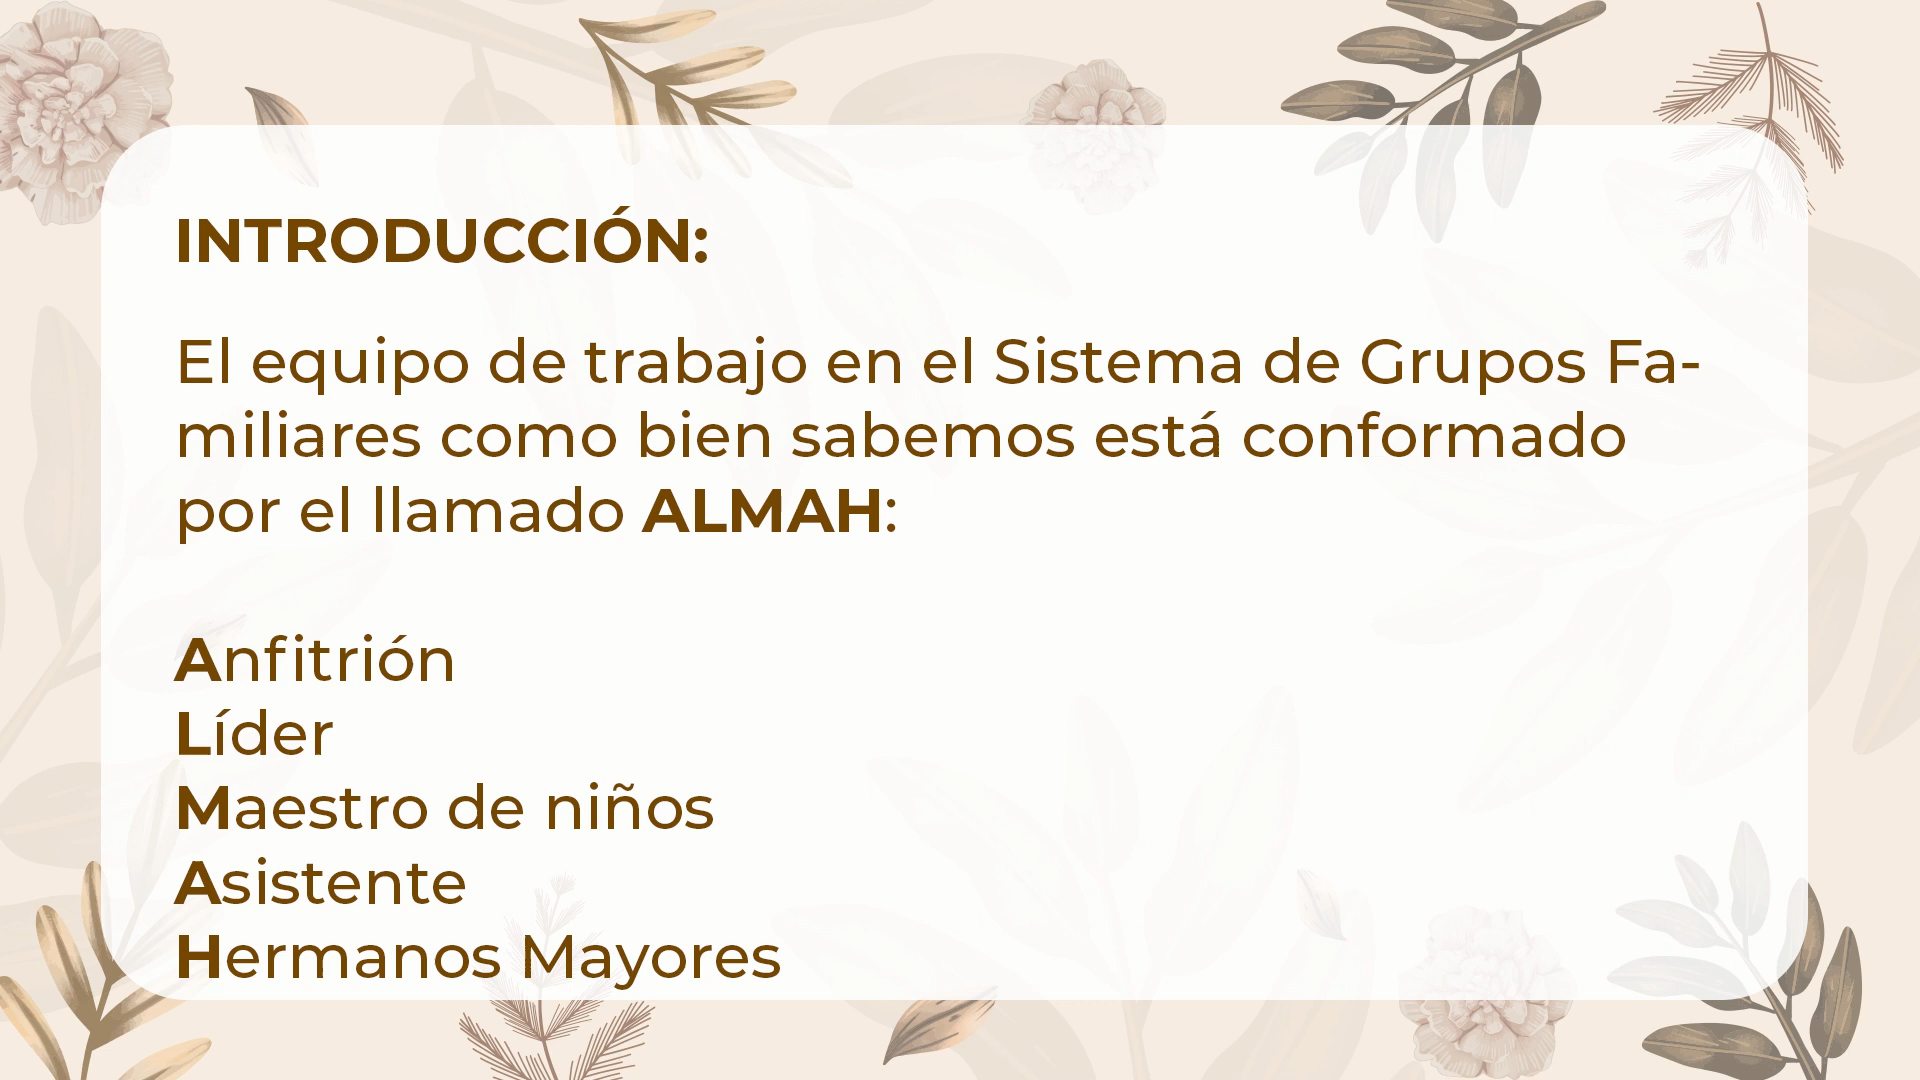 INTRODUCCIÓN:
El equipo de trabajo en el Sistema de Grupos Fa-
miliares como bien sabemos está conformado
por el llamado ALMAH:
Anfitrión
Líder
Maestro de niños
Asistente
Hermanos Mayores